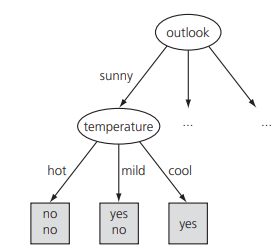 outlook
sunny
temperature
...
...
hot
mild
cool
no
no
yes
no
yes